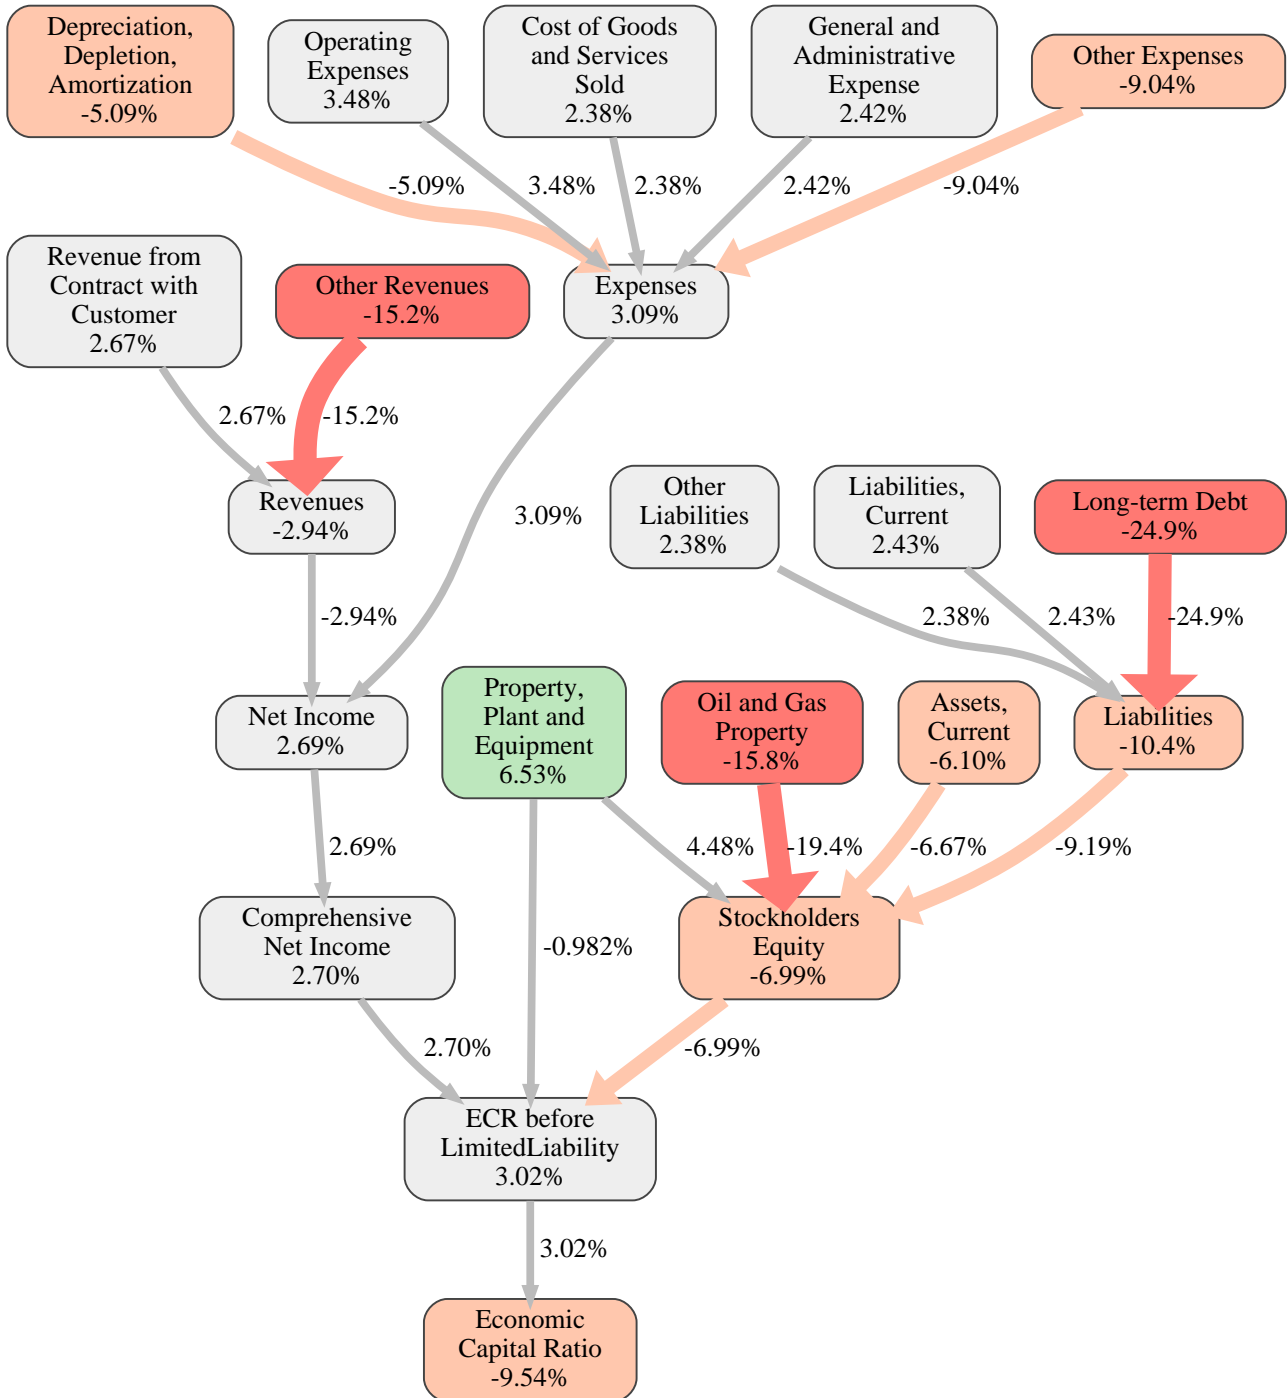 Depreciation,
Depletion,
Amortization
-5.09%
Operating
Expenses
3.48%
Cost of Goods
and Services
Sold
2.38%
General and
Administrative
Expense
2.42%
Other Expenses
-9.04%
-5.09%
3.48%
2.38%
2.42%
-9.04%
Revenue from
Contract with
Customer
2.67%
Other Revenues
-15.2%
Expenses
3.09%
2.67%
-15.2%
Revenues
-2.94%
3.09%
Other
Liabilities
2.38%
Liabilities,
Current
2.43%
Long-term Debt
-24.9%
-2.94%
2.38%
2.43%
-24.9%
Net Income
2.69%
Property,
Plant and
Equipment
6.53%
Oil and Gas
Property
-15.8%
Assets,
Current
-6.10%
Liabilities
-10.4%
2.69%
4.48%
-19.4%
-6.67%
-9.19%
Comprehensive
Net Income
2.70%
-0.982%
Stockholders
Equity
-6.99%
2.70%
-6.99%
ECR before
LimitedLiability
3.02%
3.02%
Economic
Capital Ratio
-9.54%